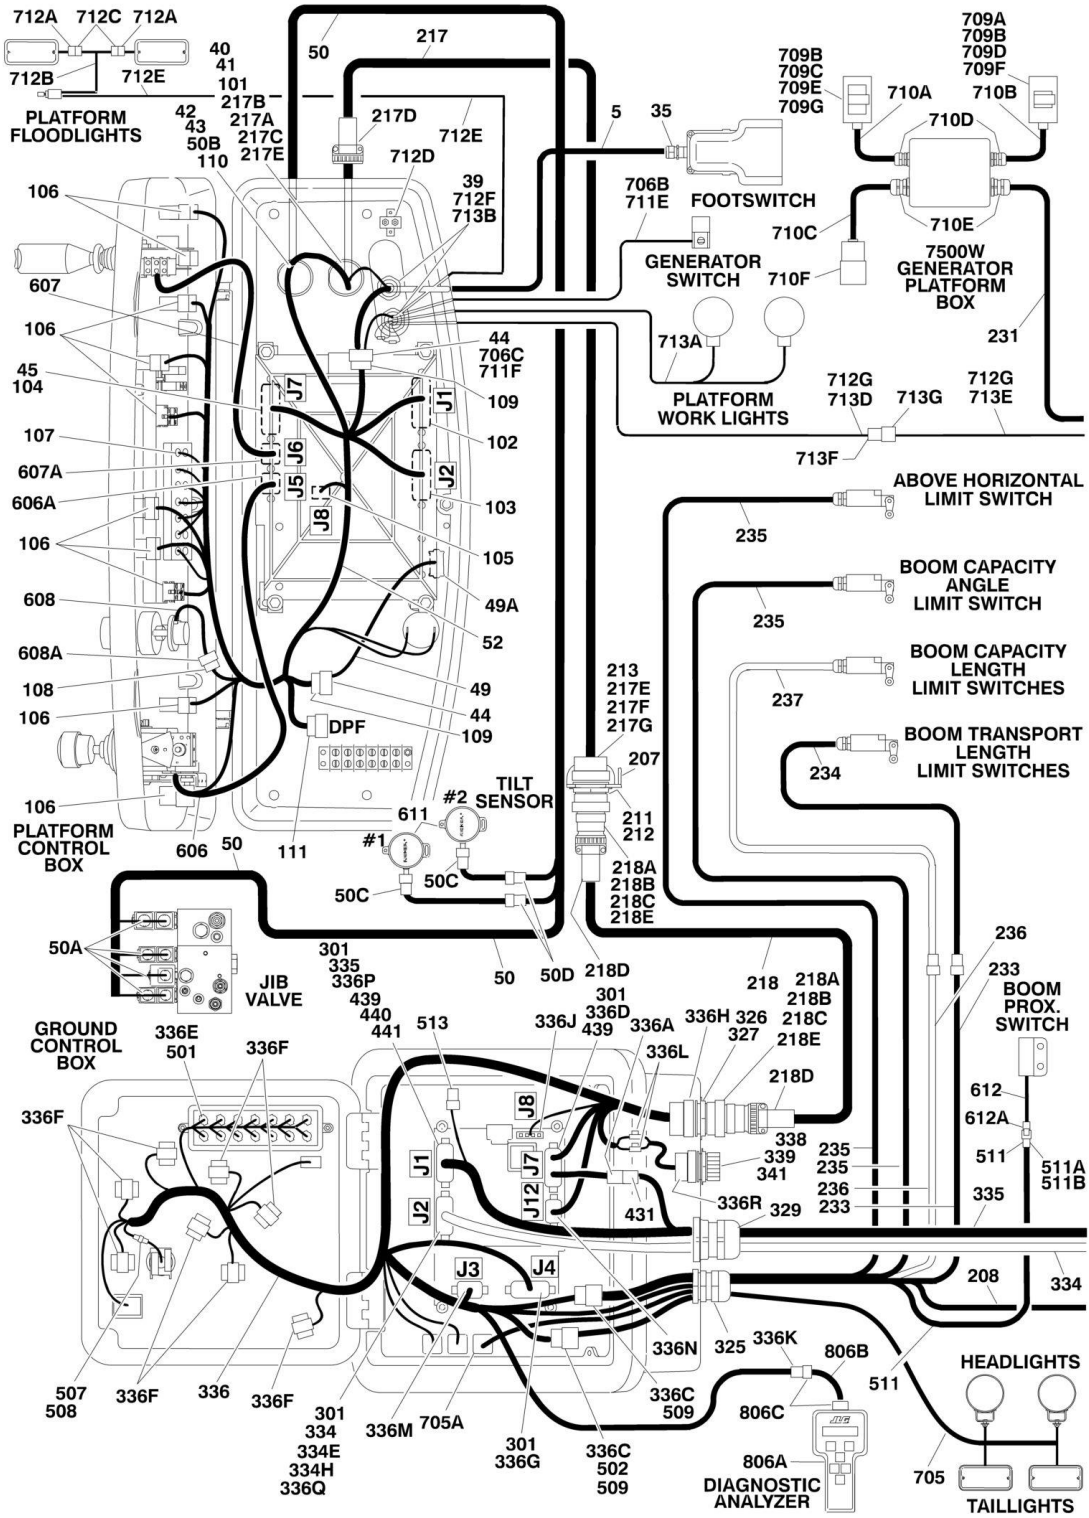 712A 712C 712A
50
217
709A
709B
709D
709F
709B
709C
709E
709G
40
41
101
217B
217A
217C
217E
42
43
50B
110
712B
712E
PLATFORM
FLOODLIGHTS
217D
712E
712D
5
35
710A
710B
710D
106
39
712F
713B
706B
711E
FOOTSWITCH
710C
710E
GENERATOR
SWITCH
710F
7500W
GENERATOR
PLATFORM
BOX
607
106
45
104
J7
44
706C
711F
J1
109
713A
231
PLATFORM
WORK LIGHTS
712G
713D
713G
712G
713E
713F
107
607A
606A
J6
J5
102
J2
103
J8
ABOVE HORIZONTAL
LIMIT SWITCH
235
106
105
BOOM CAPACITY
ANGLE
LIMIT SWITCH
608
49A
235
608A
52
BOOM CAPACITY
LENGTH
LIMIT SWITCHES
108
106
49
213
217E
217F
217G
237
44
109
DPF
BOOM TRANSPORT
LENGTH
LIMIT SWITCHES
234
207
106
PLATFORM
CONTROL
BOX
TILT
SENSOR
#2
611
#1
211
212
606
50
111
50C
50C
218A
218B
218C
218E
50A
JIB
VALVE
301
335
336P
439
440
441
50
50D
218D
218
236
233
BOOM
PROX.
SWITCH
218A
218B
218C
218E
GROUND
CONTROL
BOX
336E
501
336F
513
336J
301
336D
439
336A
336H
326
327
336L
218D
612
612A
336F
J8
338
339
341
511
511A
511B
J1
J7
235
235
236
233
J2
J12
431
336R
329
335
J3
J4
208
334
507
508
336F
336
336F
301
334
334E
334H
336Q
336M
705A
301
336G
336N
336C
509
336C
502
509
325
336K
806B
511
HEADLIGHTS
806C
JLG
806A
DIAGNOSTIC
ANALYZER
705
TAILLIGHTS